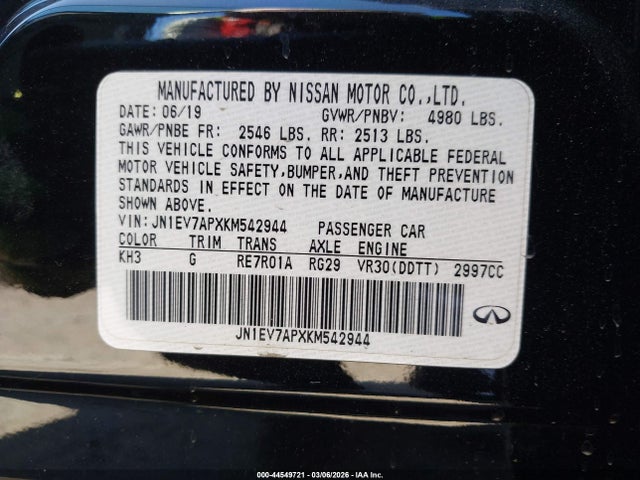 MANUFACTURED BY NISSAN MOTOR CO.,LTD.
DATE: 06/19 GVWR/PNBV: 4980 LBS.
GAWR/PNBE FR: 2546 LBS. RR: 2513 LBS.
THIS VEHICLE CONFORMS TO ALL APPLICABLE FEDERAL
MOTOR VEHICLE SAFETY,BUMPER,AND THEFT PREVENTION
STANDARDS IN EFFECT ON THE DATE OF MANUFACTURE
SHOWN ABOVE.
VIN: JN1EV7APXKM542944 PASSENGER CAR
COLOR TRIM TRANS AXLE ENGINE
KH3 G RE7R01A RG29 VR30(DDTT) 2997CC
JN1EV7APXKM542944
000-44549721 - 03/06/2026 - IAA Inc.